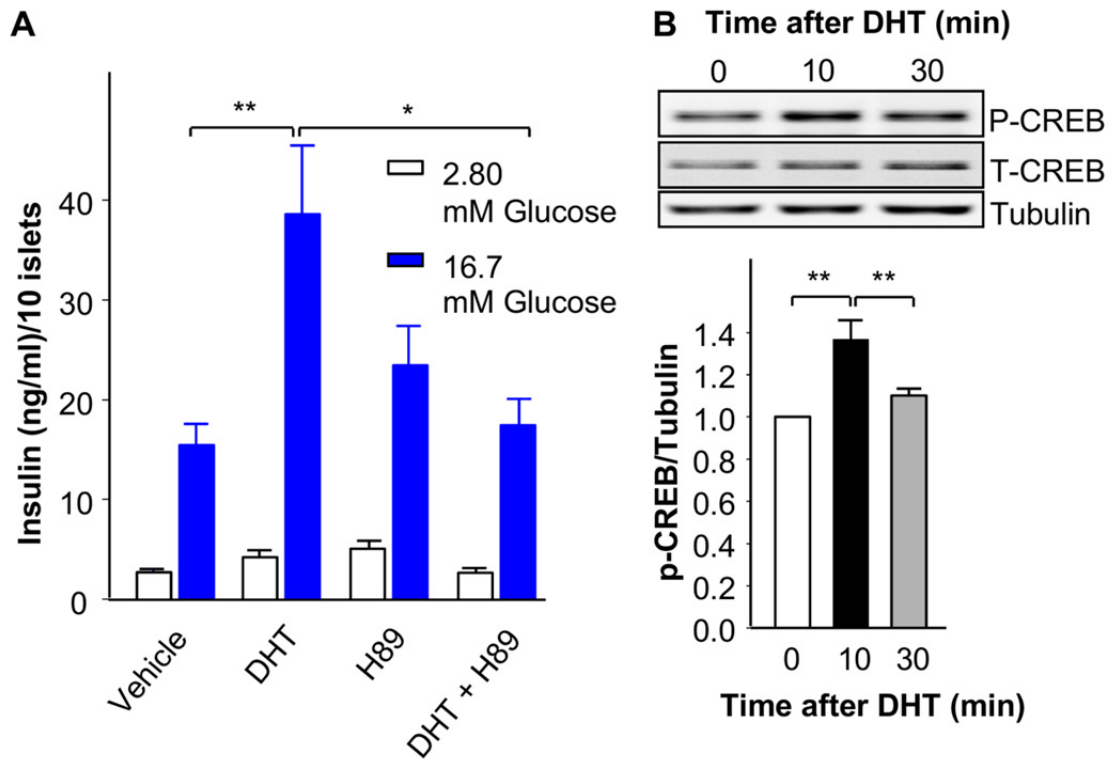 A
Insulin (ng/ml)/10 islets
40
30
20
10
0
**
*
2.80
mM Glucose
16.7
mM Glucose
Vehicle
DHT
H89
DHT + H89
B
Time after DHT (min)
0 10 30
P-CREB
T-CREB
Tubulin
p-CREB/Tubulin
** **
1.4
1.2
1.0
0.8
0.6
0.4
0.2
0.0
0 10 30
Time after DHT (min)